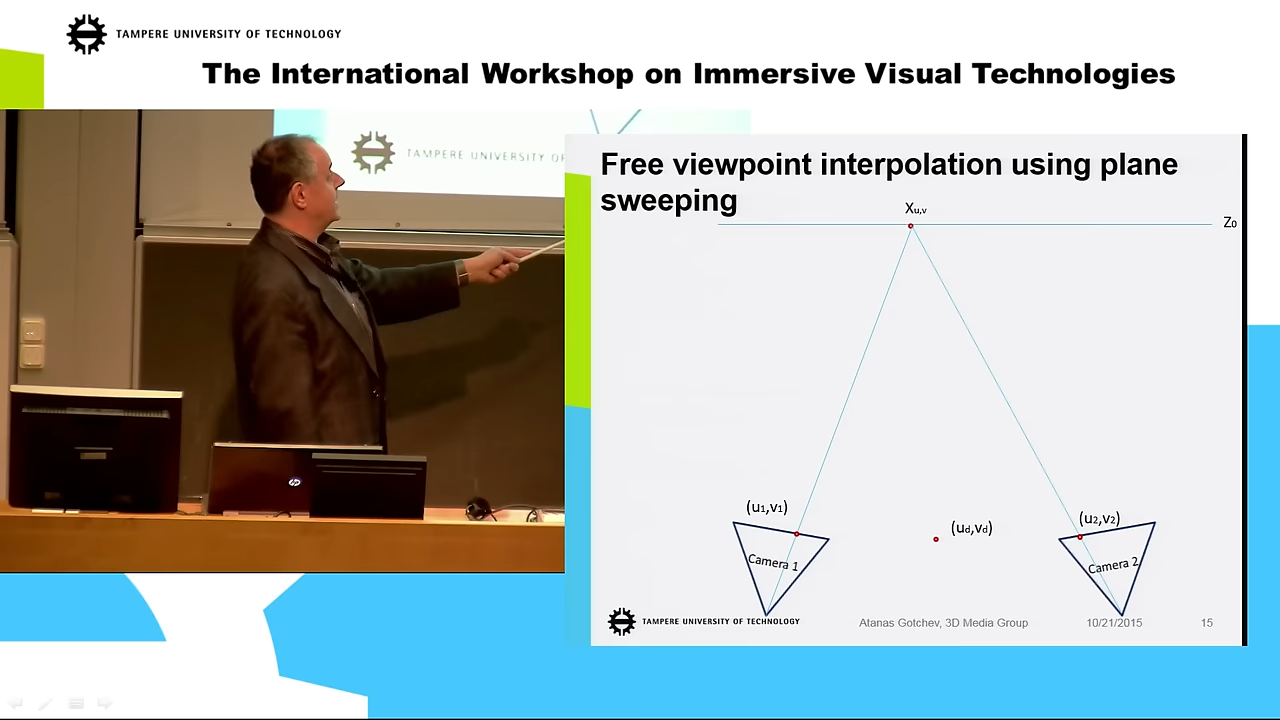 TAMPERE UNIVERSITY OF TECHNOLOGY
The International Workshop on Immersive Visual Technologies
TAMPERE UNIVERSITY OF
hp
Free viewpoint interpolation using plane
sweeping
Xu,v
Z0
(u1,v1)
(ud,vd)
(u2,v2)
Camera 1
Camera 2
TAMPERE UNIVERSITY OF TECHNOLOGY
Atanas Gotchev, 3D Media Group
10/21/2015
15